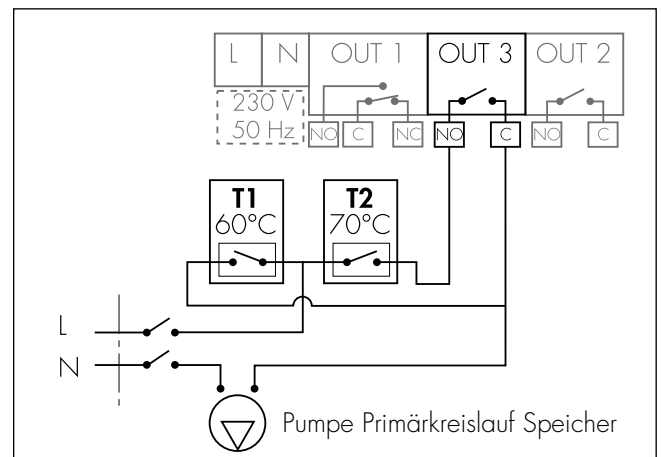 L N OUT 1 OUT 3 OUT 2
230 V
50 Hz
NO C NC NO C NO C
T1 T2
60°C 70°C
L
N
Pumpe Primärkreislauf Speicher